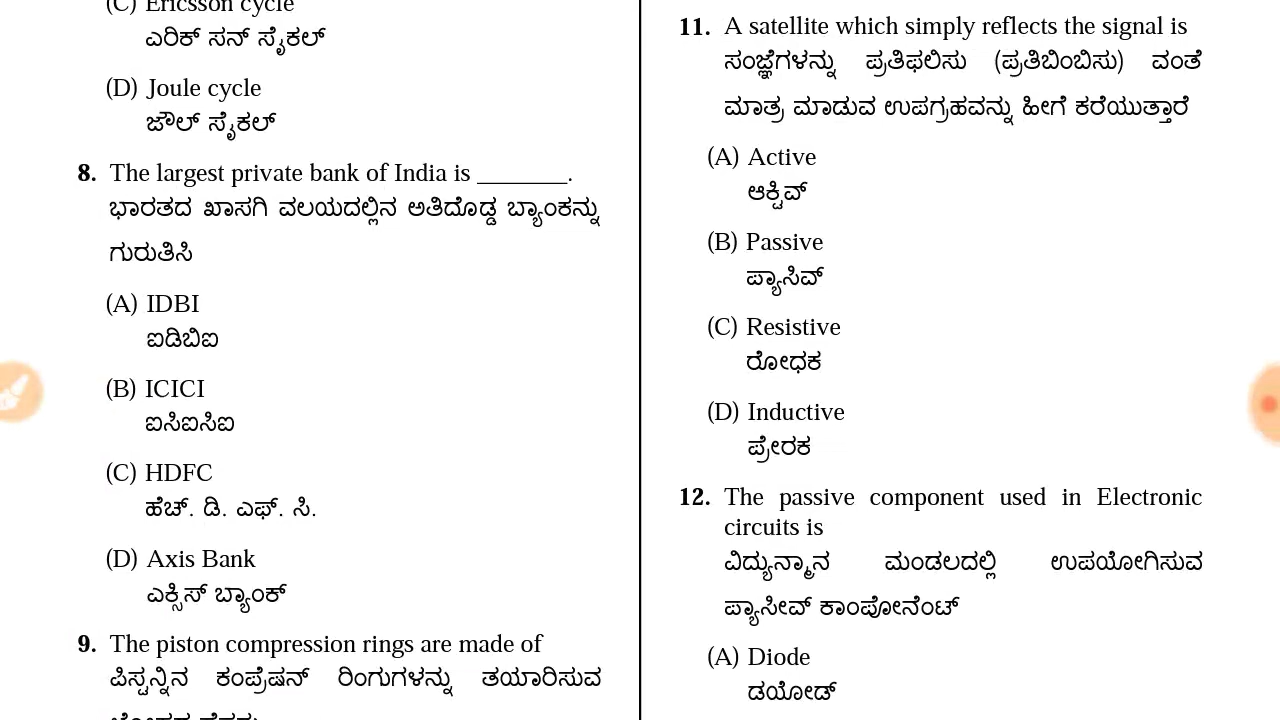 (C) Ericsson cycle
ಎರಿಕ್ ಸನ್ ಸೈಕಲ್
(D) Joule cycle
ಜೌಲ್ ಸೈಕಲ್
8. The largest private bank of India is _______.
ಭಾರತದ ಖಾಸಗಿ ವಲಯದಲ್ಲಿನ ಅತಿದೊಡ್ಡ ಬ್ಯಾಂಕನ್ನು
ಗುರುತಿಸಿ
(A) IDBI
ಐಡಿಬಿಐ
(B) ICICI
ಐಸಿಐಸಿಐ
(C) HDFC
ಹೆಚ್. ಡಿ. ಎಫ್. ಸಿ.
(D) Axis Bank
ಎಕ್ಸಿಸ್ ಬ್ಯಾಂಕ್
9. The piston compression rings are made of
ಪಿಸ್ಟನ್ನಿನ ಕಂಪ್ರೆಷನ್ ರಿಂಗುಗಳನ್ನು ತಯಾರಿಸುವ
11. A satellite which simply reflects the signal is
ಸಂಜ್ಞೆಗಳನ್ನು ಪ್ರತಿಫಲಿಸು (ಪ್ರತಿಬಿಂಬಿಸು) ವಂತೆ
ಮಾತ್ರ ಮಾಡುವ ಉಪಗ್ರಹವನ್ನು ಹೀಗೆ ಕರೆಯುತ್ತಾರೆ
(A) Active
ಆಕ್ಟಿವ್
(B) Passive
ಪ್ಯಾಸಿವ್
(C) Resistive
ರೋಧಕ
(D) Inductive
ಪ್ರೇರಕ
12. The passive component used in Electronic
circuits is
ವಿದ್ಯುನ್ಮಾನ ಮಂಡಲದಲ್ಲಿ ಉಪಯೋಗಿಸುವ
ಪ್ಯಾಸೀವ್ ಕಾಂಪೋನೆಂಟ್
(A) Diode
ಡಯೋಡ್